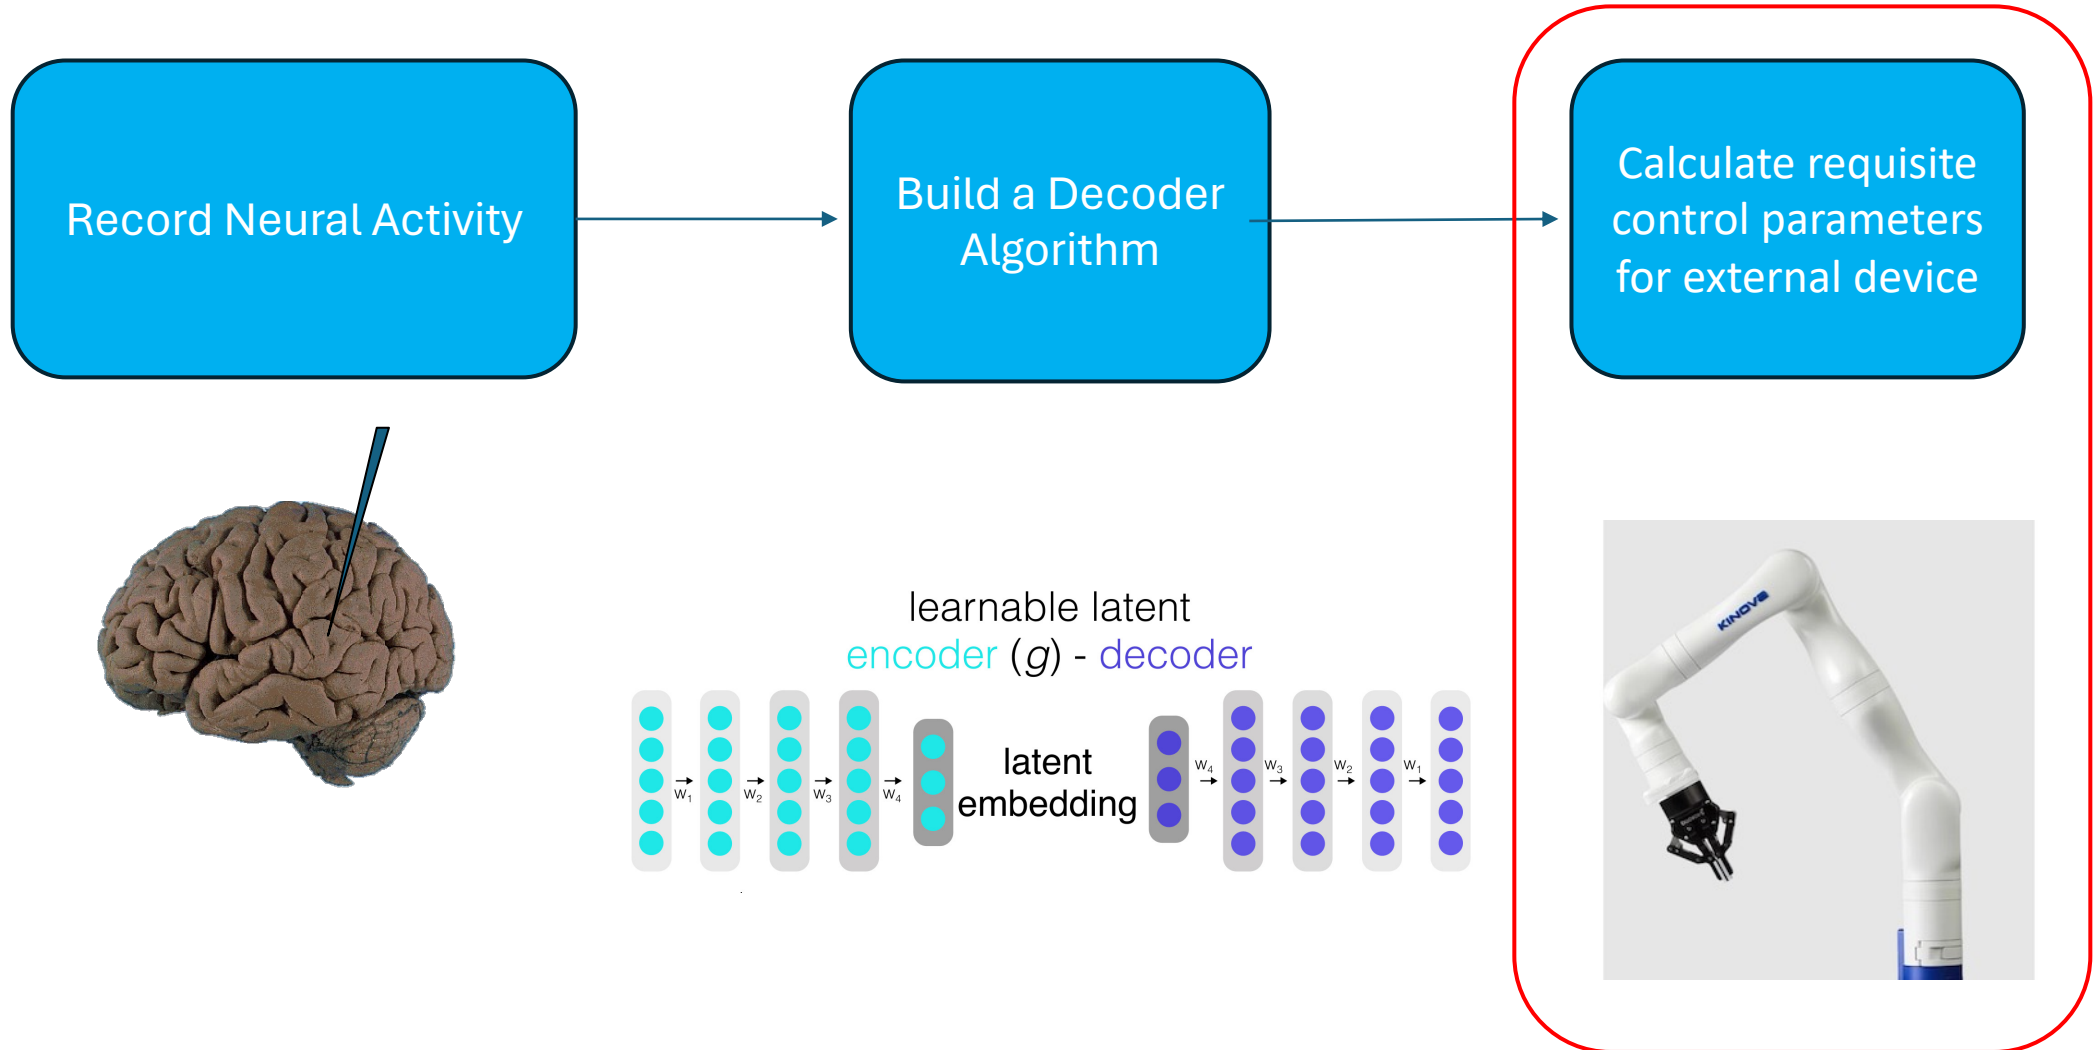 Record Neural Activity
Build a Decoder
Algorithm
Calculate requisite
control parameters
for external device
learnable latent
encoder (g) - decoder
W₁ W₂ W₃ W₄
latent
embedding
W₄ W₃ W₂ W₁
KINOVA